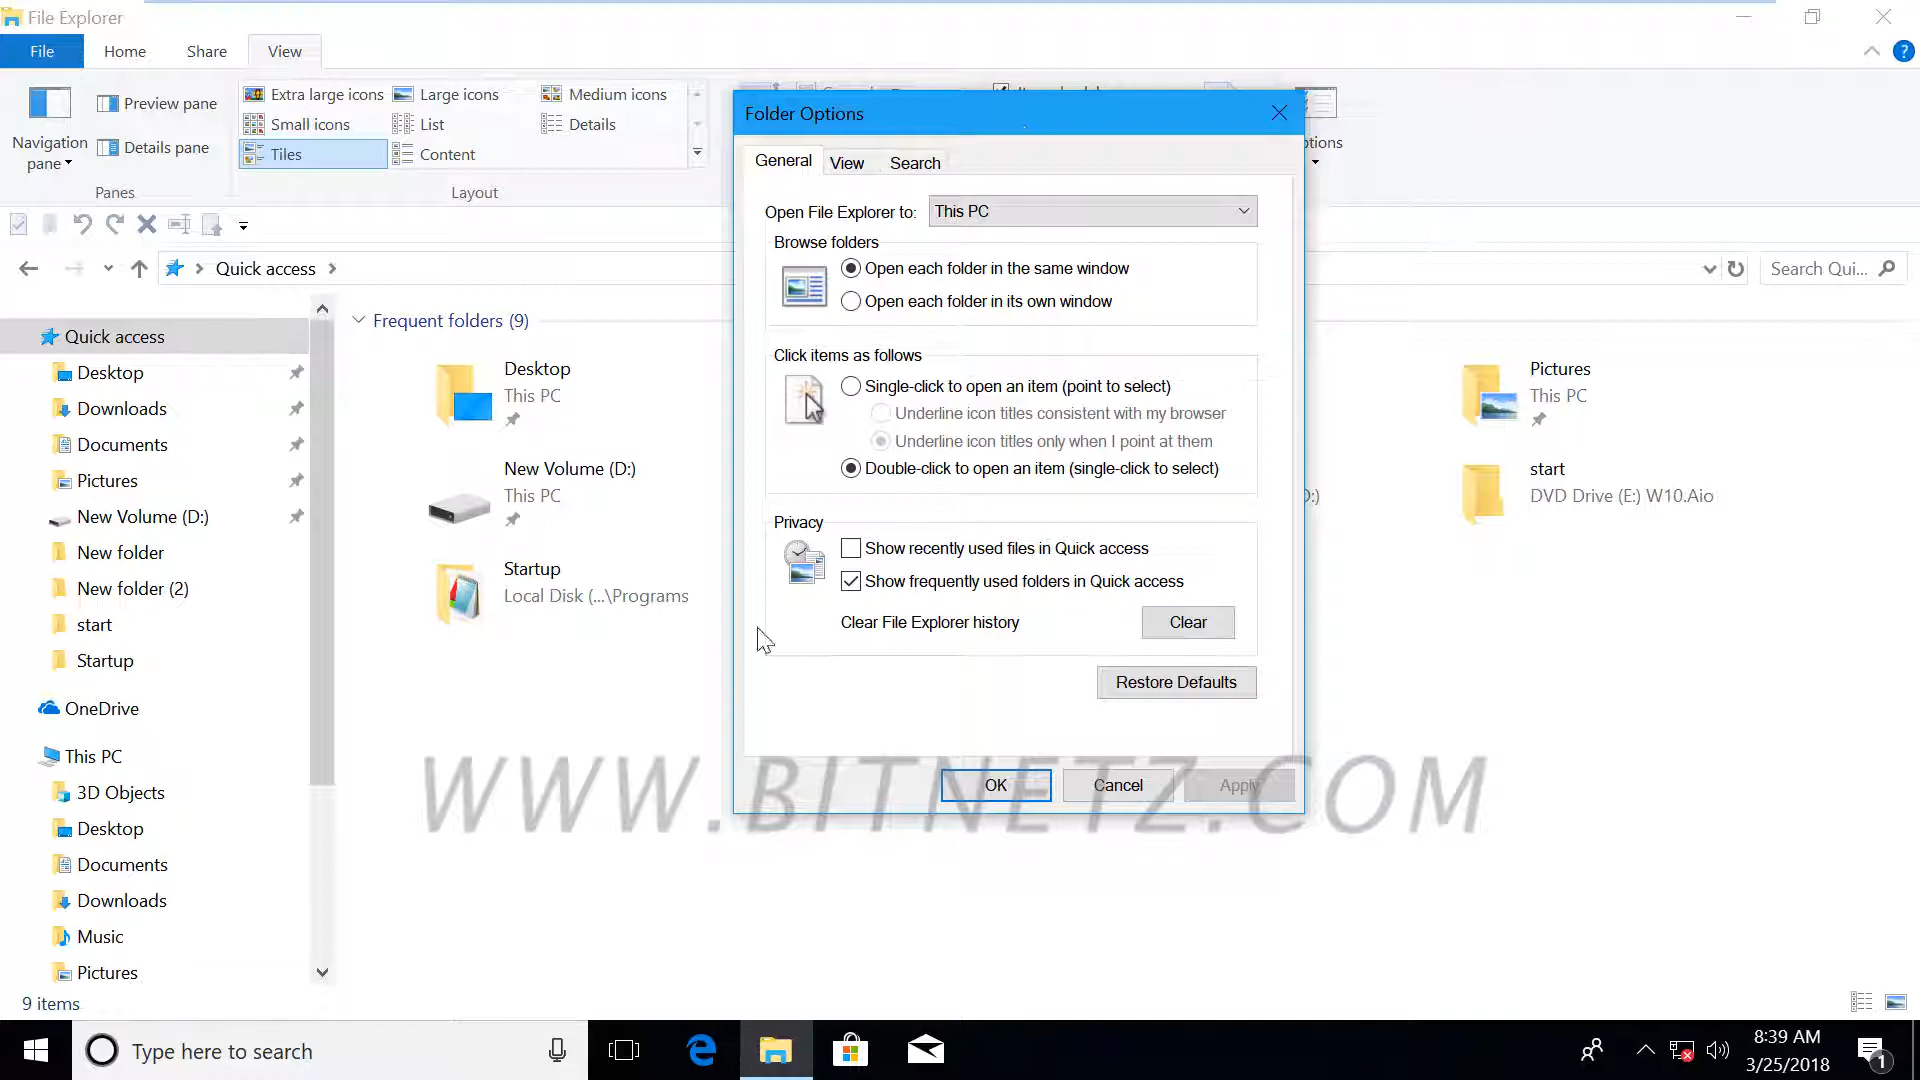 File Explorer
File Home Share View
Navigation pane
Preview pane
Details pane
Panes
Extra large icons Large icons Medium icons
Small icons List Details
Tiles Content
Layout
Quick access
Search Qui...
Quick access
Desktop
Downloads
Documents
Pictures
New Volume (D:)
New folder
New folder (2)
start
Startup
OneDrive
This PC
3D Objects
Desktop
Documents
Downloads
Music
Pictures
9 items
Frequent folders (9)
Desktop
This PC
New Volume (D:)
This PC
Startup
Local Disk (...\Programs
Pictures
This PC
start
DVD Drive (E:) W10.Aio
Folder Options
General View Search
Open File Explorer to: This PC
Browse folders
Open each folder in the same window
Open each folder in its own window
Click items as follows
Single-click to open an item (point to select)
Underline icon titles consistent with my browser
Underline icon titles only when I point at them
Double-click to open an item (single-click to select)
Privacy
Show recently used files in Quick access
Show frequently used folders in Quick access
Clear File Explorer history Clear
Restore Defaults
OK Cancel Apply
WWW.BITNETZ.COM
Type here to search
8:39 AM
3/25/2018
1